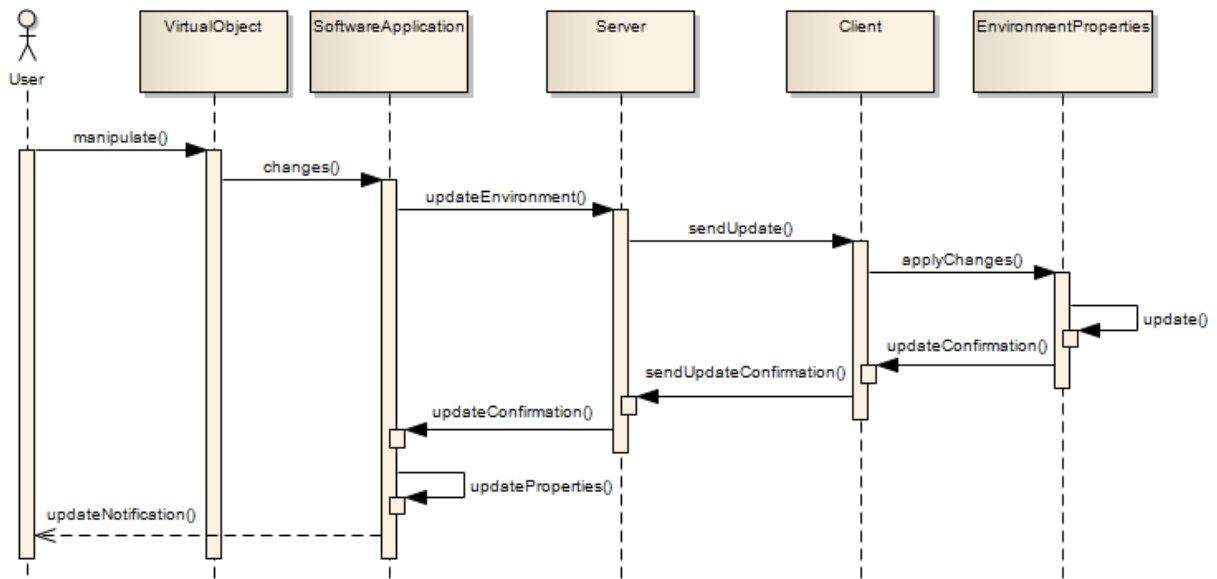 User
VirtualObject
SoftwareApplication
Server
Client
EnvironmentProperties
manipulate()
changes()
updateEnvironment()
sendUpdate()
applyChanges()
update()
updateConfirmation()
sendUpdateConfirmation()
updateConfirmation()
updateProperties()
updateNotification()